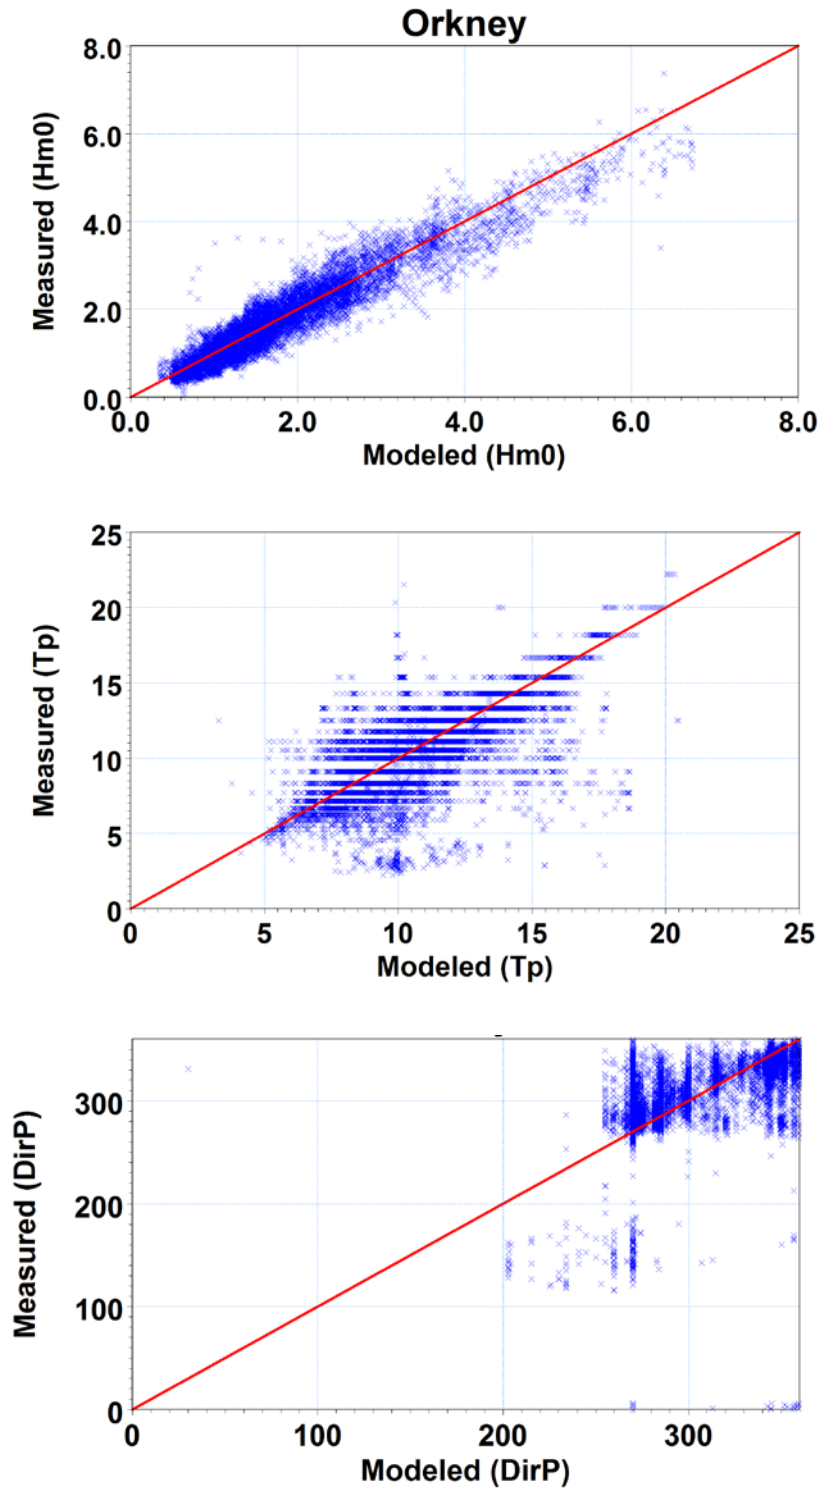 Orkney
8.0
6.0
4.0
2.0
0.0
Measured (Hm0)
0.0 2.0 4.0 6.0 8.0
Modeled (Hm0)
25
20
15
10
5
0
Measured (Tp)
0 5 10 15 20 25
Modeled (Tp)
300
200
100
0
Measured (DirP)
0 100 200 300
Modeled (DirP)